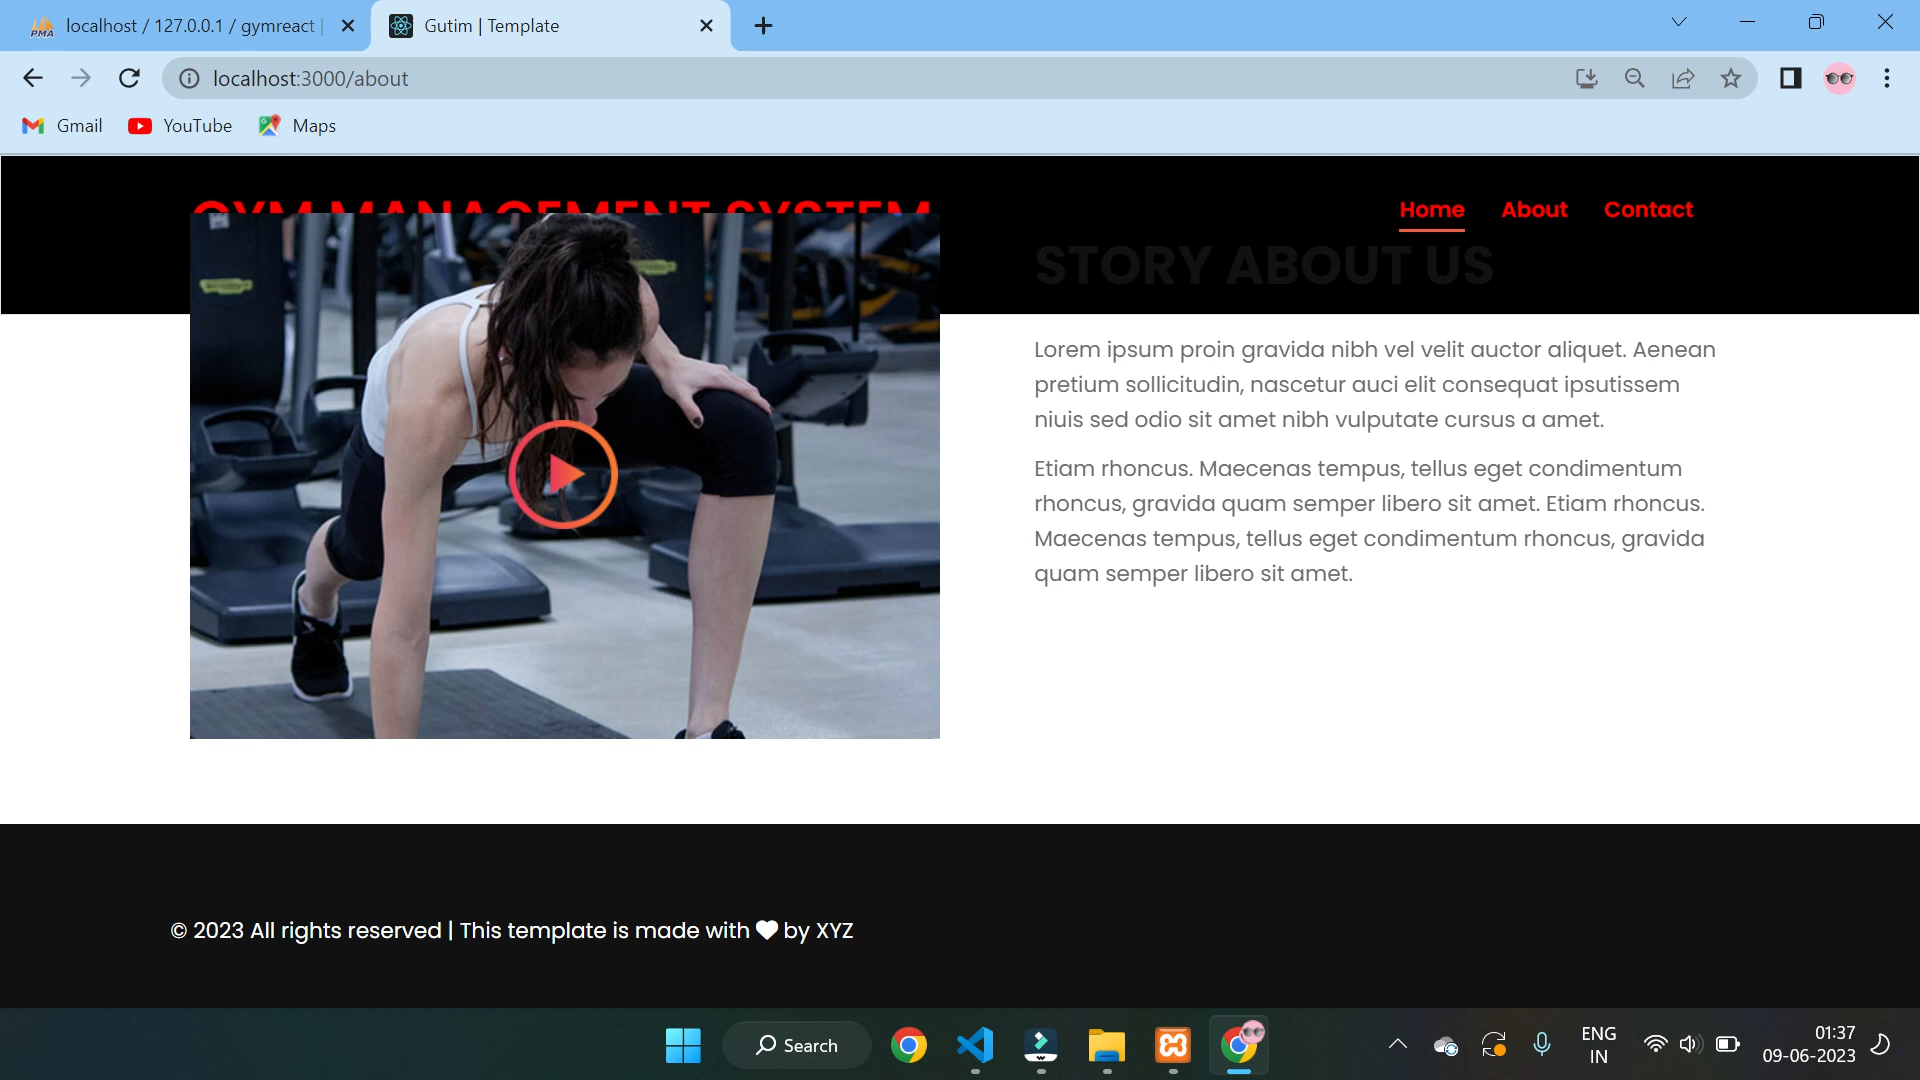 localhost / 127.0.0.1 / gymreact |
Gutim | Template
localhost:3000/about
Gmail
YouTube
Maps
GYM MANAGEMENT SYSTEM
Home
About
Contact
STORY ABOUT US
Lorem ipsum proin gravida nibh vel velit auctor aliquet. Aenean
pretium sollicitudin, nascetur auci elit consequat ipsutissem
niuis sed odio sit amet nibh vulputate cursus a amet.
Etiam rhoncus. Maecenas tempus, tellus eget condimentum
rhoncus, gravida quam semper libero sit amet. Etiam rhoncus.
Maecenas tempus, tellus eget condimentum rhoncus, gravida
quam semper libero sit amet.
© 2023 All rights reserved | This template is made with ♥ by XYZ
Search
ENG
IN
01:37
09-06-2023